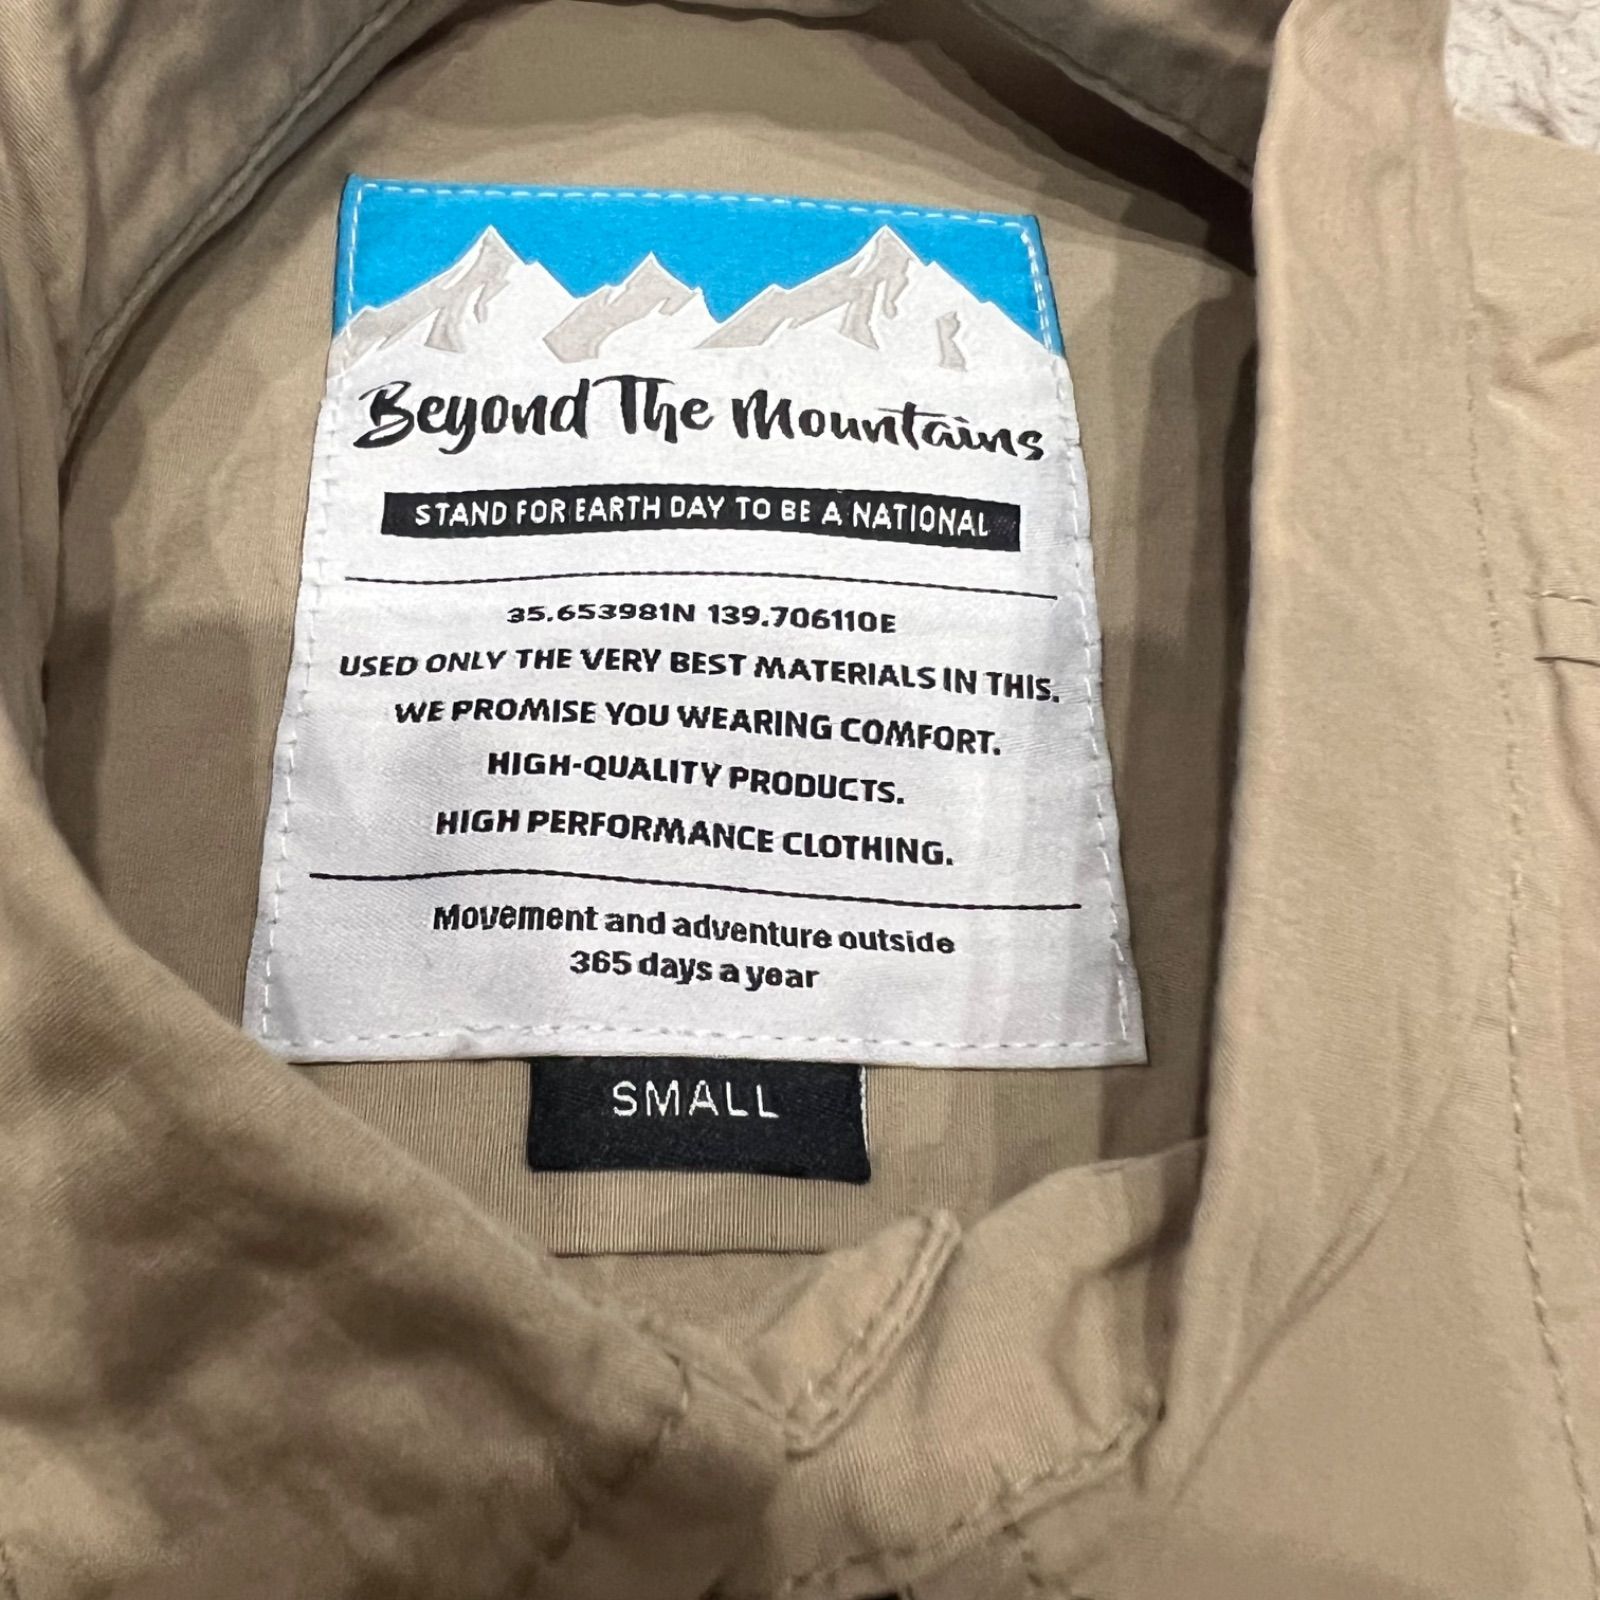 Beyond The Mountains
STAND FOR EARTH DAY TO BE A NATIONAL
35.653981N 139.706110E
USED ONLY THE VERY BEST MATERIALS IN THIS.
WE PROMISE YOU WEARING COMFORT.
HIGH-QUALITY PRODUCTS.
HIGH PERFORMANCE CLOTHING.
Movement and adventure outside
365 days a year
SMALL